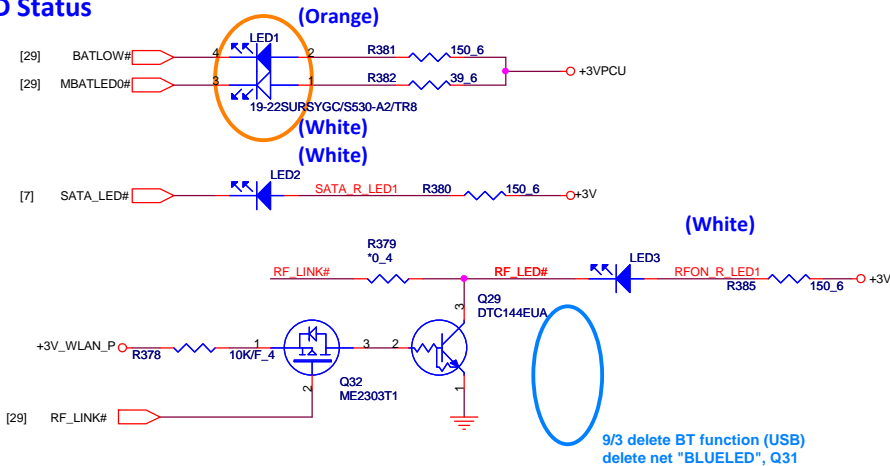 D Status
(Orange)
LED1
[29] BATLOW# 4 2 R381 150_6
+3VPCU
[29] MBATLED0# 3 1 R382 39_6
19-22SURSYGC/S530-A2/TR8
(White)
(White)
LED2
[7] SATA_LED# SATA_R_LED1 R380 150_6 +3V
(White)
R379
*0_4
LED3
RF_LINK# RF_LED# RFON_R_LED1 +3V
R385 150_6
Q29
DTC144EUA
3
+3V_WLAN_P R378 10K/F_4 1 3 2
Q32
ME2303T1
2
1
[29] RF_LINK#
9/3 delete BT function (USB)
delete net "BLUELED", Q31